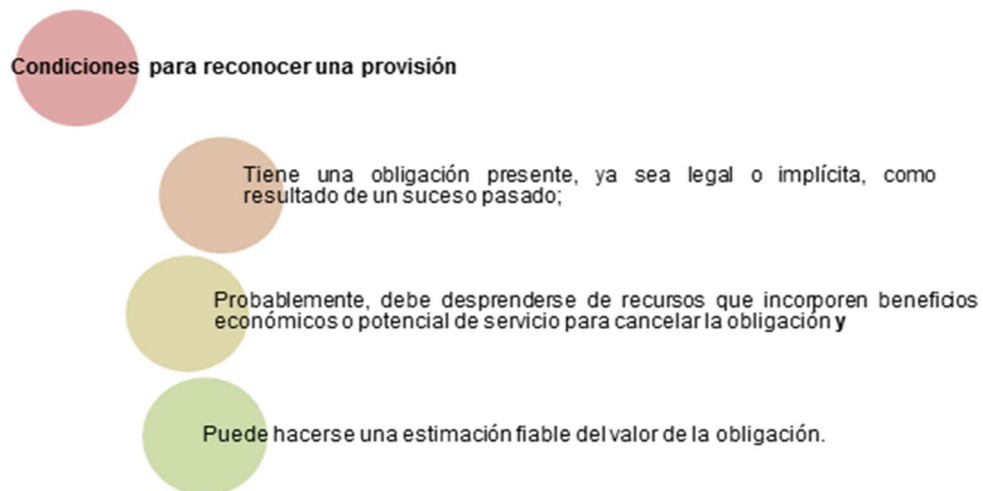 Condiciones para reconocer una provisión
Tiene una obligación presente, ya sea legal o implícita, como
resultado de un suceso pasado;
Probablemente, debe desprenderse de recursos que incorporen beneficios
económicos o potencial de servicio para cancelar la obligación y
Puede hacerse una estimación fiable del valor de la obligación.